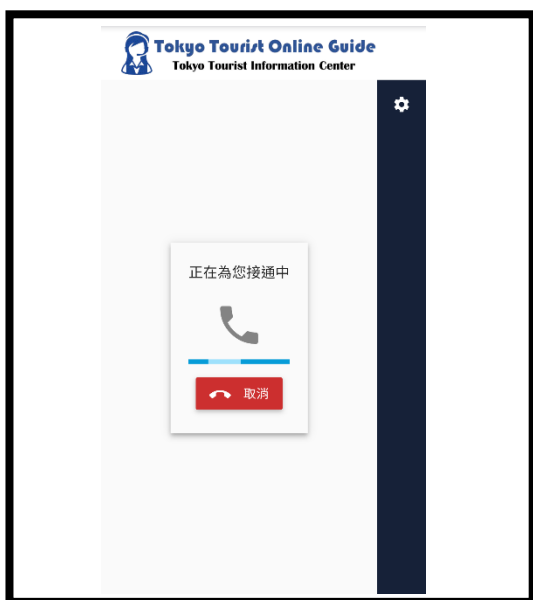 Tokyo Tourist Online Guide
Tokyo Tourist Information Center
正在為您接通中
取消